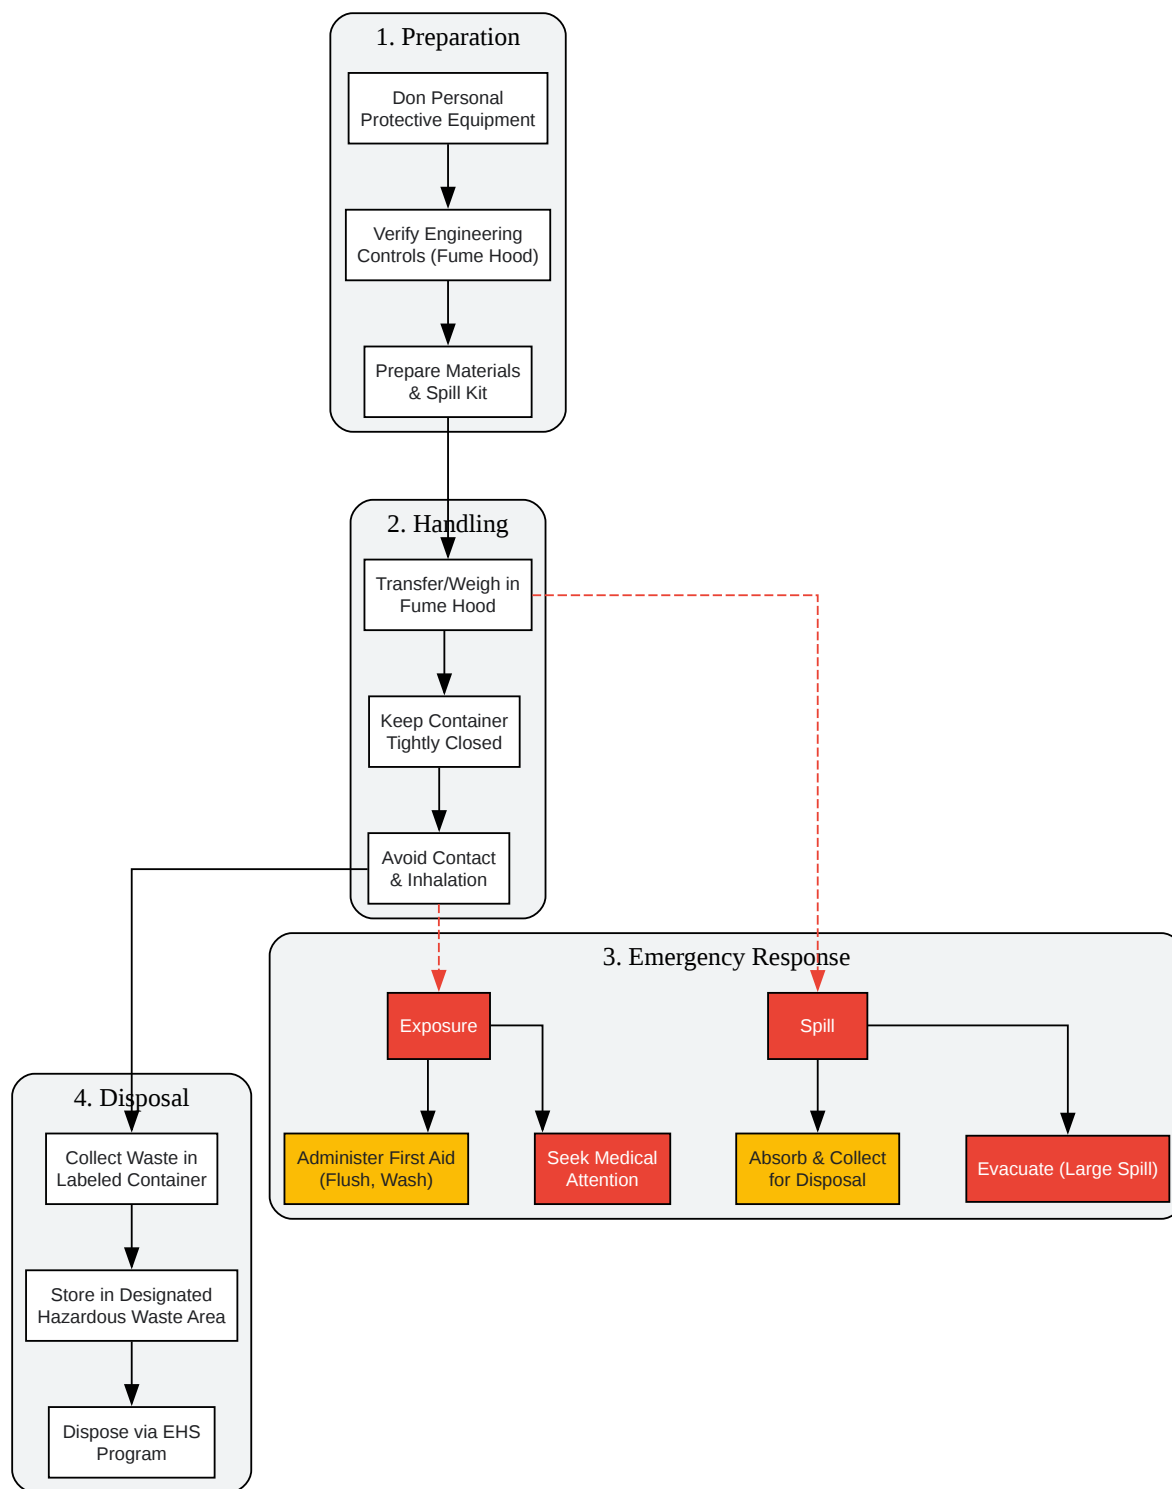 1. Preparation
Don Personal
Protective Equipment
Verify Engineering
Controls (Fume Hood)
Prepare Materials
& Spill Kit
2. Handling
Transfer/Weigh in
Fume Hood
Keep Container
Tightly Closed
Avoid Contact
& Inhalation
3. Emergency Response
Exposure
Spill
Administer First Aid
(Flush, Wash)
Seek Medical
Attention
Absorb & Collect
for Disposal
Evacuate (Large Spill)
4. Disposal
Collect Waste in
Labeled Container
Store in Designated
Hazardous Waste Area
Dispose via EHS
Program